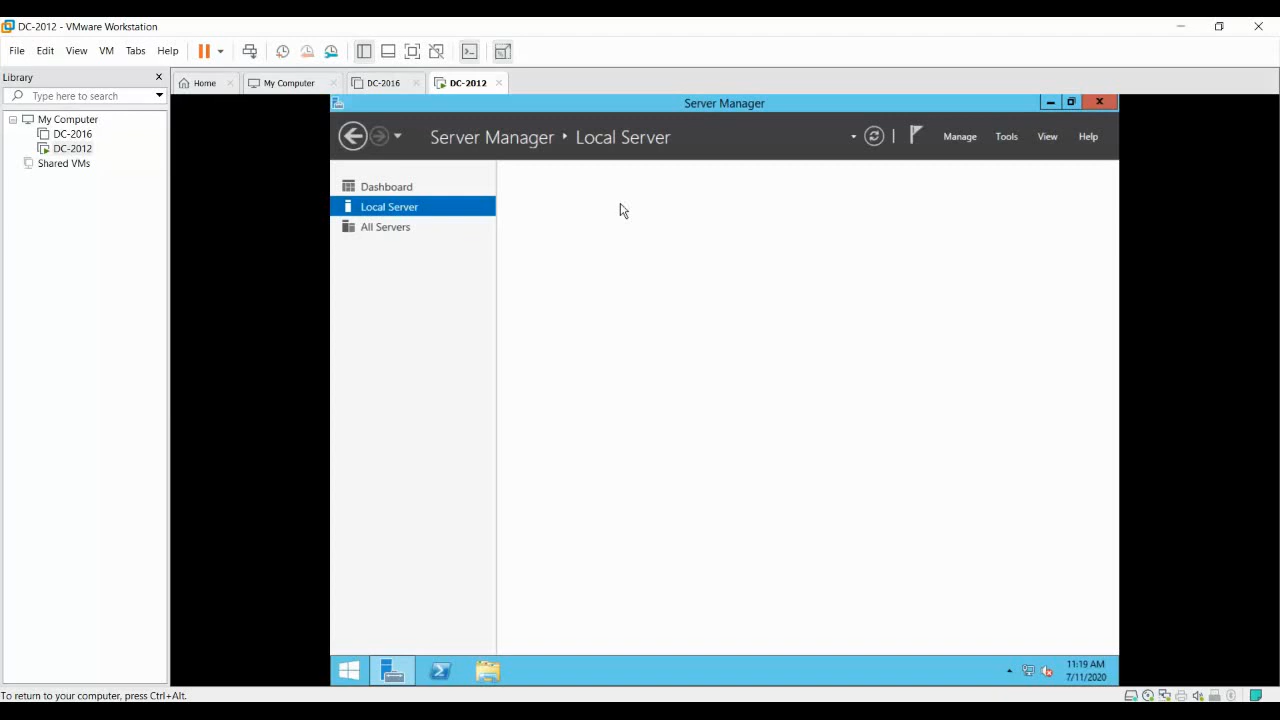 DC-2012 - VMware Workstation
File Edit View VM Tabs Help
Library
Type here to search
My Computer
DC-2016
DC-2012
Shared VMs
Home My Computer DC-2016 DC-2012
Server Manager
Server Manager Local Server
Manage Tools View Help
Dashboard
Local Server
All Servers
11:19 AM
7/11/2020
To return to your computer, press Ctrl+Alt.